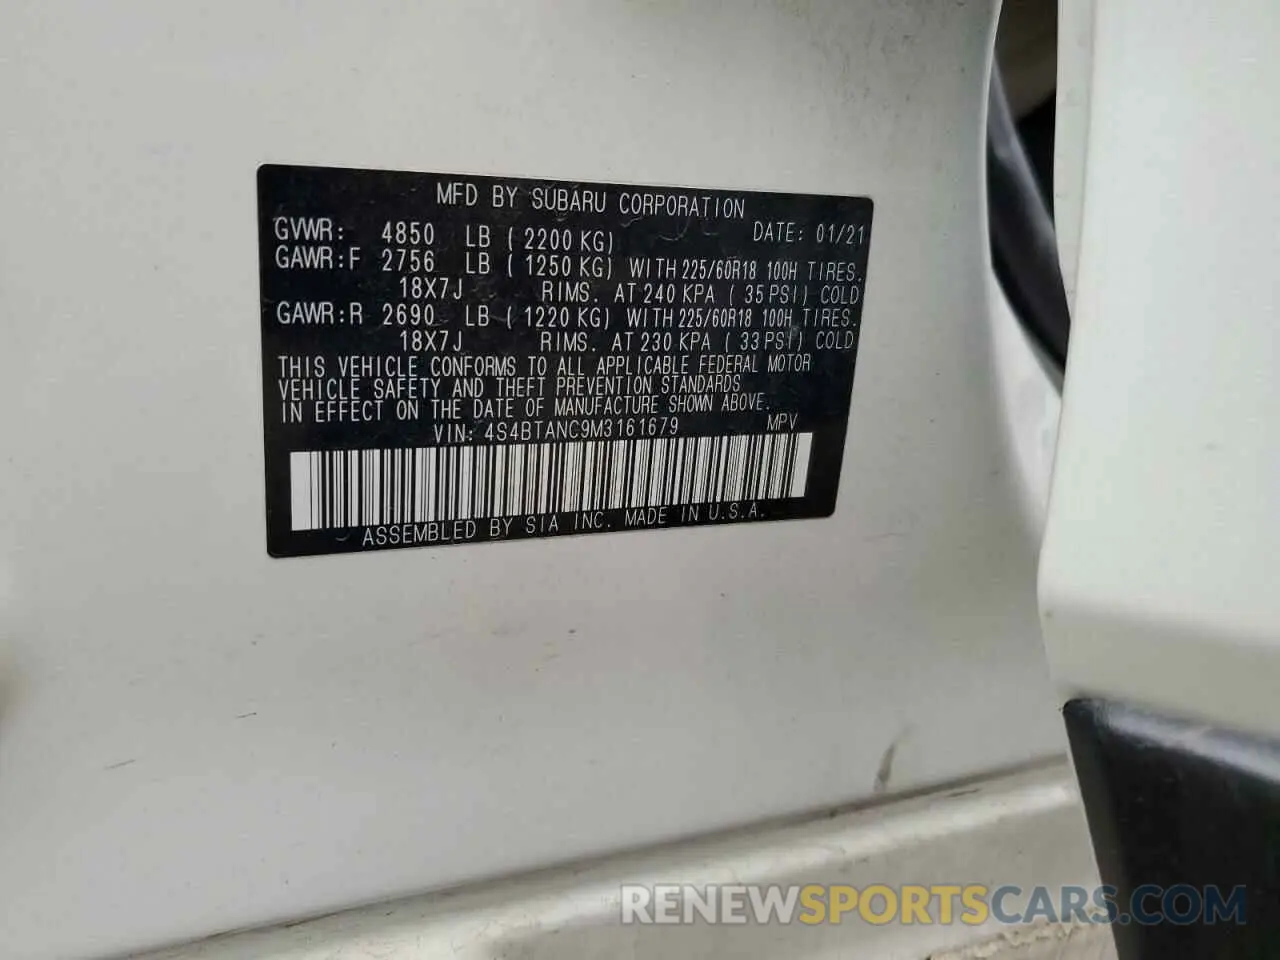 MFD BY SUBARU CORPORATION
GVWR: 4850 LB ( 2200 KG) DATE: 01/21
GAWR:F 2756 LB ( 1250 KG) WITH 225/60R18 100H TIRES.
18X7J RIMS. AT 240 KPA ( 35 PSI) COLD
GAWR:R 2690 LB ( 1220 KG) WITH 225/60R18 100H TIRES.
18X7J RIMS. AT 230 KPA ( 33 PSI) COLD
THIS VEHICLE CONFORMS TO ALL APPLICABLE FEDERAL MOTOR
VEHICLE SAFETY AND THEFT PREVENTION STANDARDS
IN EFFECT ON THE DATE OF MANUFACTURE SHOWN ABOVE.
VIN: 4S4BTANC9M3161679 MPV
ASSEMBLED BY SIA INC. MADE IN U.S.A.
RENEWSPORTSCARS.COM